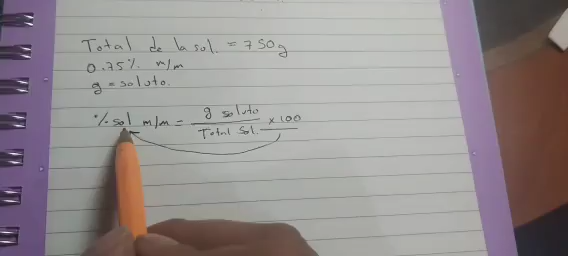 Total de la sol. = 750g
0.75% m/m
g = soluto.
% sol m/m = g soluto / Total Sol. × 100